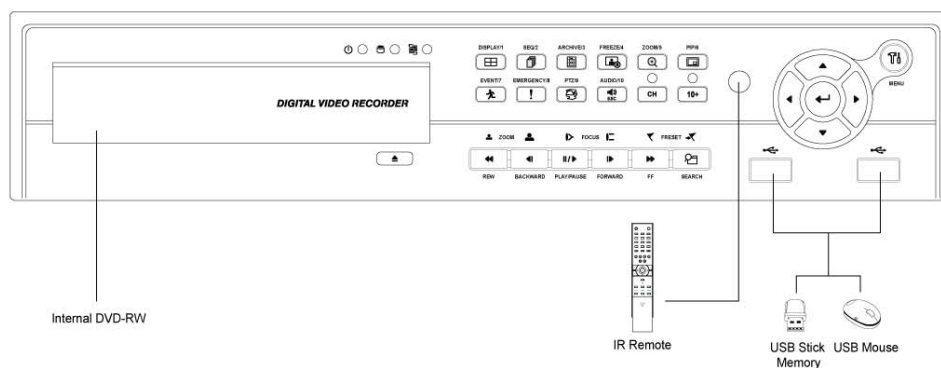 DISPLAY/1 SEQ/2 ARCHIVE/3 FREEZE/4 ZOOM/5 PIP/6
EVENT/7 EMERGENCY/8 PTZ/9 AUDIO/10
ESC CH 10+
MENU
DIGITAL VIDEO RECORDER
ZOOM FOCUS PRESET
REW BACKWARD PLAY/PAUSE FORWARD FF SEARCH
Internal DVD-RW
IR Remote
USB Stick Memory
USB Mouse